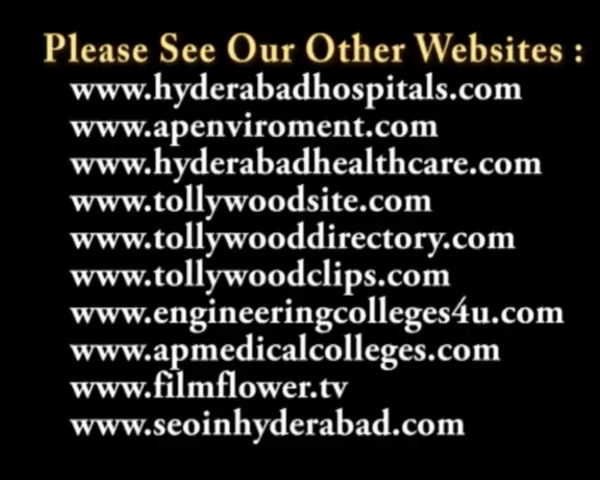 Please See Our Other Websites :
www.hyderabadhospitals.com
www.apenviroment.com
www.hyderabadhealthcare.com
www.tollywoodsite.com
www.tollywooddirectory.com
www.tollywoodclips.com
www.engineeringcolleges4u.com
www.apmedicalcolleges.com
www.filmflower.tv
www.seoinhyderabad.com